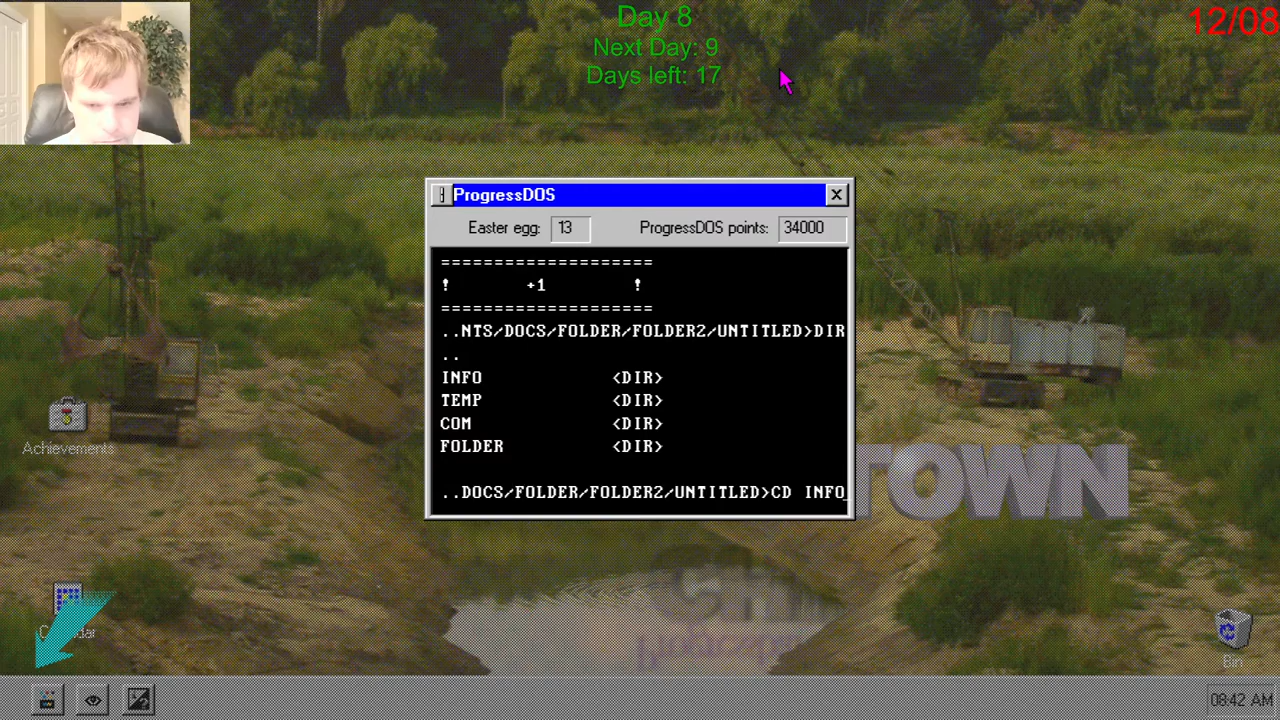 Day 8
Next Day: 9
Days left: 17
12/08
ProgressDOS
Easter egg: 13
ProgressDOS points: 34000
====================
! +1 !
====================
..NTS/DOCS/FOLDER/FOLDER2/UNTITLED>DIR
..
INFO <DIR>
TEMP <DIR>
COM <DIR>
FOLDER <DIR>
..DOCS/FOLDER/FOLDER2/UNTITLED>CD INFO_
Achievements
TOWN
Bin
08:42 AM